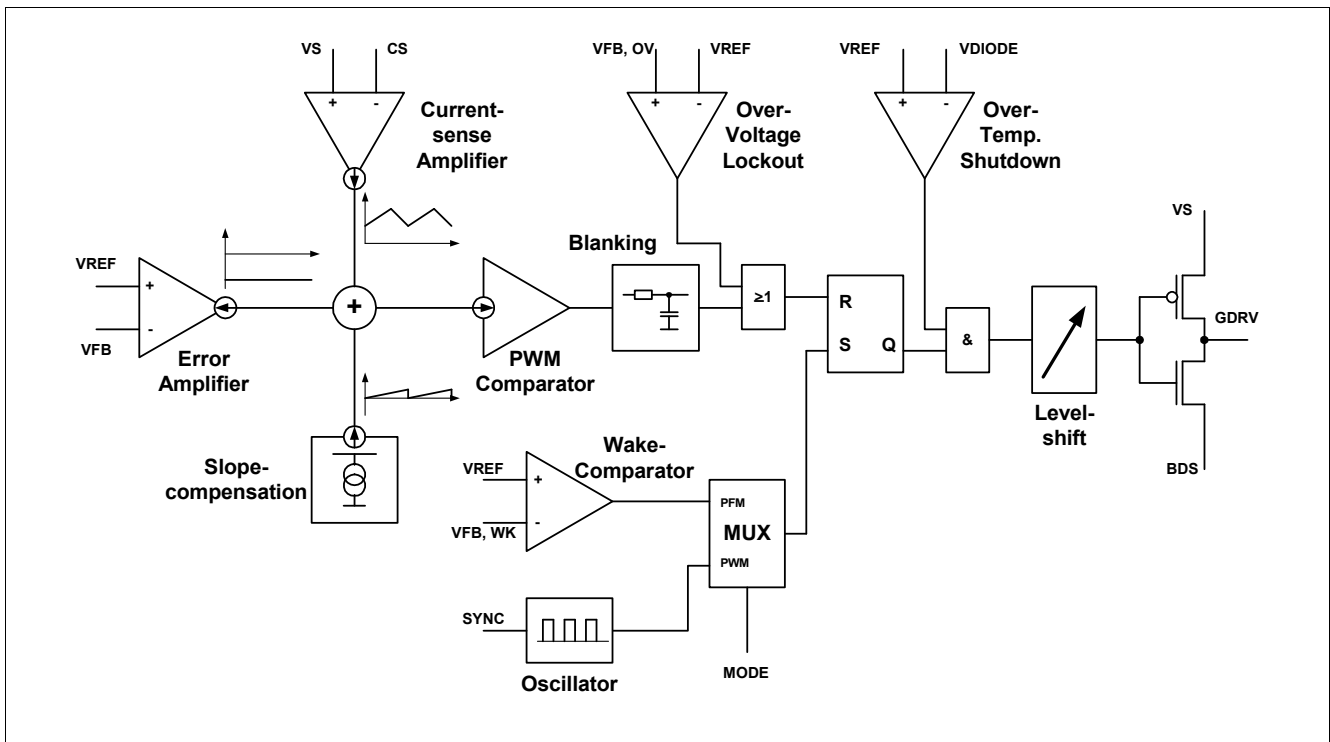 VS
CS
+
-
Current-
sense
Amplifier
VFB, OV
VREF
+
-
Over-
Voltage
Lockout
VREF
VDIODE
+
-
Over-
Temp.
Shutdown
VREF
VFB
+
-
Error
Amplifier
+
PWM
Comparator
Blanking
≥1
R
S
Q
&
Level-
shift
VS
GDRV
BDS
Slope-
compensation
Wake-
Comparator
VREF
VFB, WK
+
-
PFM
MUX
PWM
SYNC
Oscillator
MODE